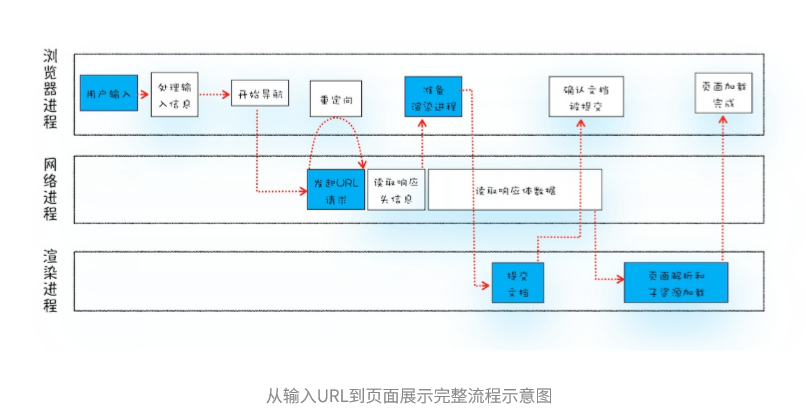 浏览器进程
用户输入
处理输
入信息
开始导航
重定向
准备
渲染进程
确认文档
被提交
页面加载
完成
网络进程
发起URL
请求
读取响应
头信息
读取响应体数据
渲染进程
提交
文档
页面解析和
子资源加载
从输入URL到页面展示完整流程示意图